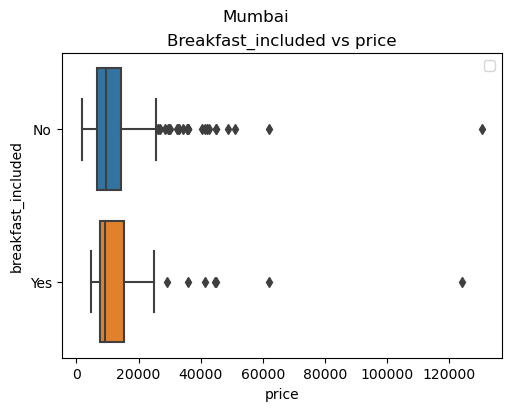 Mumbai
Breakfast_included vs price
breakfast_included
No
Yes
0 20000 40000 60000 80000 100000 120000
price